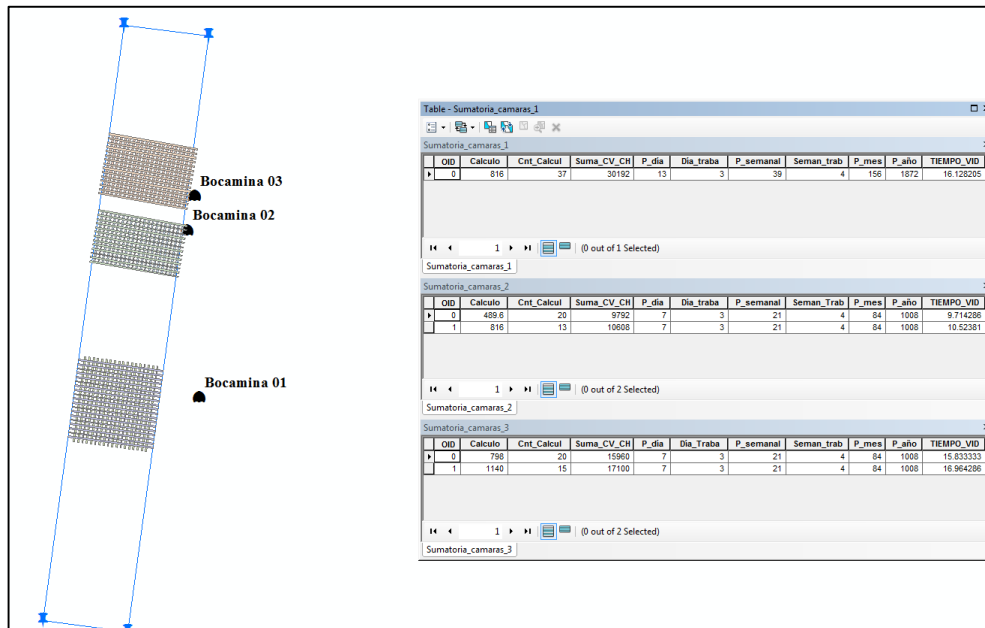 Bocamina 03
Bocamina 02
Bocamina 01
Table - Sumatoria_camaras_1
Sumatoria_camaras_1
OID Calculo Cnt_Calcul Suma_CV_CH P_dia Dia_traba P_semanal Seman_trab P_mes P_año TIEMPO_VID
0 816 37 30192 13 3 39 4 156 1872 16.128205
1 (0 out of 1 Selected)
Sumatoria_camaras_1
Sumatoria_camaras_2
OID Calculo Cnt_Calcul Suma_CV_CH P_dia Dia_traba P_semanal Seman_Trab P_mes P_año TIEMPO_VID
0 489.6 20 9792 7 3 21 4 84 1008 9.714286
1 816 13 10608 7 3 21 4 84 1008 10.52381
1 (0 out of 2 Selected)
Sumatoria_camaras_2
Sumatoria_camaras_3
OID Calculo Cnt_Calcul Suma_CV_CH P_dia Dia_Traba P_semanal Seman_trab P_mes P_año TIEMPO_VID
0 798 20 15960 7 3 21 4 84 1008 15.833333
1 1140 15 17100 7 3 21 4 84 1008 16.964286
1 (0 out of 2 Selected)
Sumatoria_camaras_3